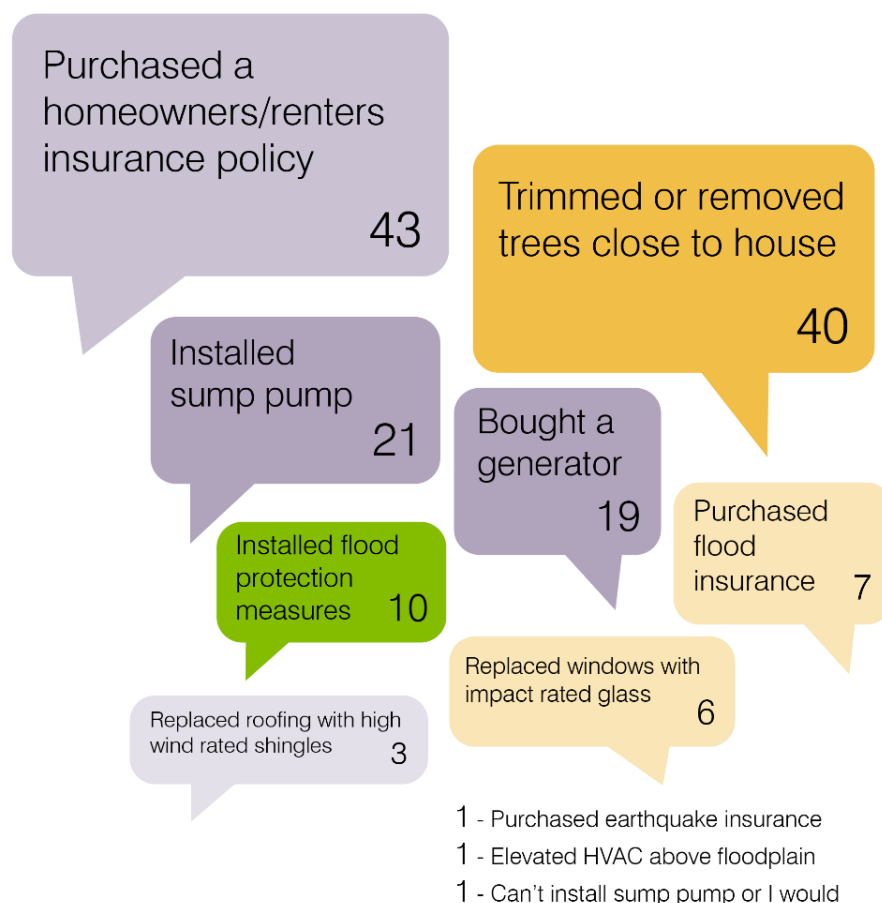 Purchased a
homeowners/renters
insurance policy
43
Trimmed or removed
trees close to house
40
Installed
sump pump
21
Bought a
generator
19
Purchased
flood
insurance
7
Installed flood
protection
measures
10
Replaced windows with
impact rated glass
6
Replaced roofing with high
wind rated shingles
3
1 - Purchased earthquake insurance
1 - Elevated HVAC above floodplain
1 - Can't install sump pump or I would